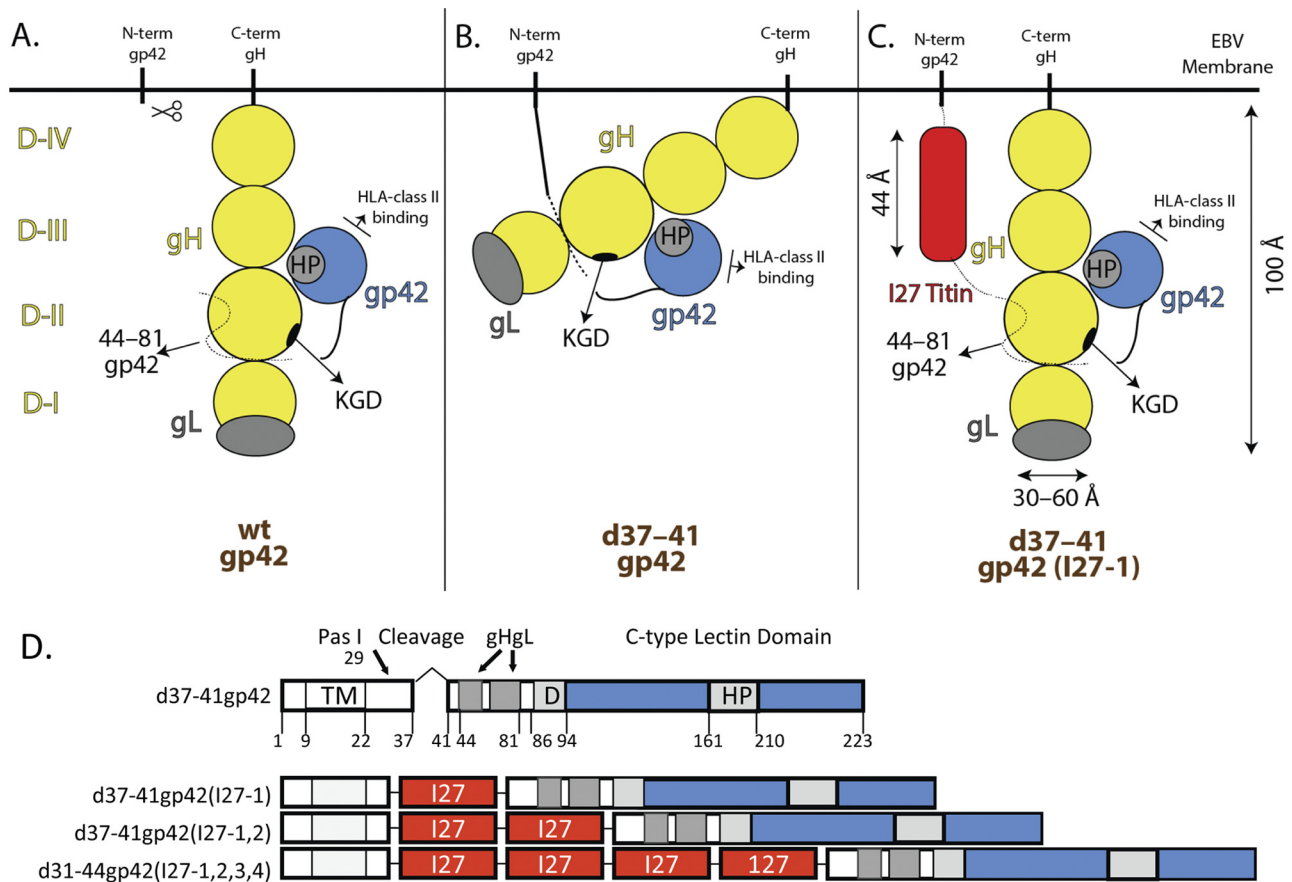 A.
N-term
gp42
C-term
gH
D-IV
D-III
D-II
D-I
gH
HP
HLA-class II
binding
gp42
44–81
gp42
KGD
gL
wt
gp42
B.
N-term
gp42
C-term
gH
gH
HP
HLA-class II
binding
gp42
gL
KGD
d37–41
gp42
C.
N-term
gp42
C-term
gH
EBV
Membrane
44 Å
gH
HP
HLA-class II
binding
I27 Titin
gp42
44–81
gp42
KGD
gL
100 Å
30–60 Å
d37–41
gp42 (I27-1)
D.
Pas I Cleavage gHgL C-type Lectin Domain
29
d37-41gp42 TM D HP
1 9 22 37 41 44 81 86 94 161 210 223
d37-41gp42(I27-1) I27
d37-41gp42(I27-1,2) I27 I27
d31-44gp42(I27-1,2,3,4) I27 I27 I27 127